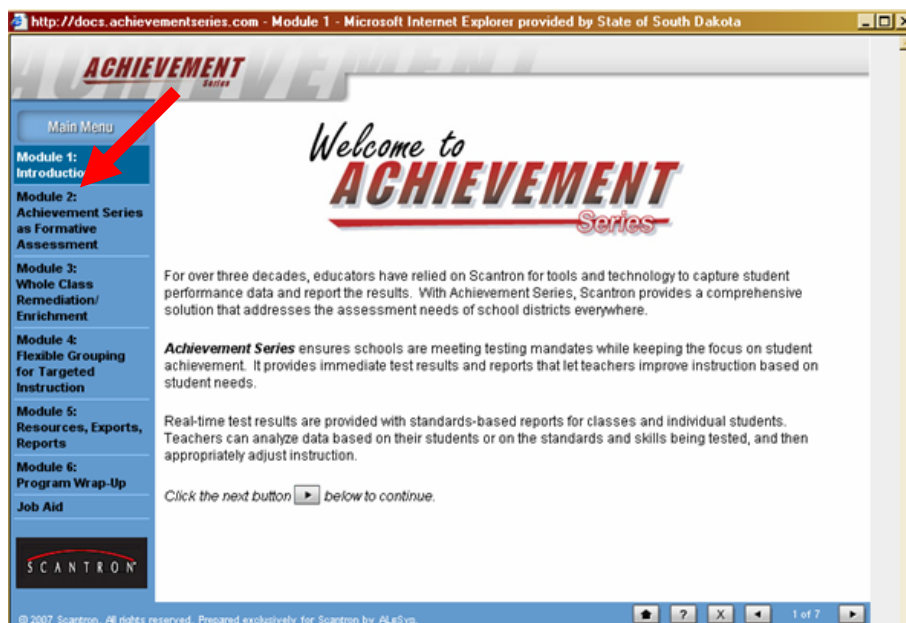 http://docs.achievementseries.com - Module 1 - Microsoft Internet Explorer provided by State of South Dakota
ACHIEVEMENT
Series
Main Menu
Module 1:
Introduction
Module 2:
Achievement Series
as Formative
Assessment
Module 3:
Whole Class
Remediation/
Enrichment
Module 4:
Flexible Grouping
for Targeted
Instruction
Module 5:
Resources, Exports,
Reports
Module 6:
Program Wrap-Up
Job Aid
SCANTRON
Welcome to
ACHIEVEMENT
Series
For over three decades, educators have relied on Scantron for tools and technology to capture student
performance data and report the results. With Achievement Series, Scantron provides a comprehensive
solution that addresses the assessment needs of school districts everywhere.
Achievement Series ensures schools are meeting testing mandates while keeping the focus on student
achievement. It provides immediate test results and reports that let teachers improve instruction based on
student needs.
Real-time test results are provided with standards-based reports for classes and individual students.
Teachers can analyze data based on their students or on the standards and skills being tested, and then
appropriately adjust instruction.
Click the next button below to continue.
© 2007 Scantron. All rights reserved. Prepared exclusively for Scantron by
? X 1 of 7